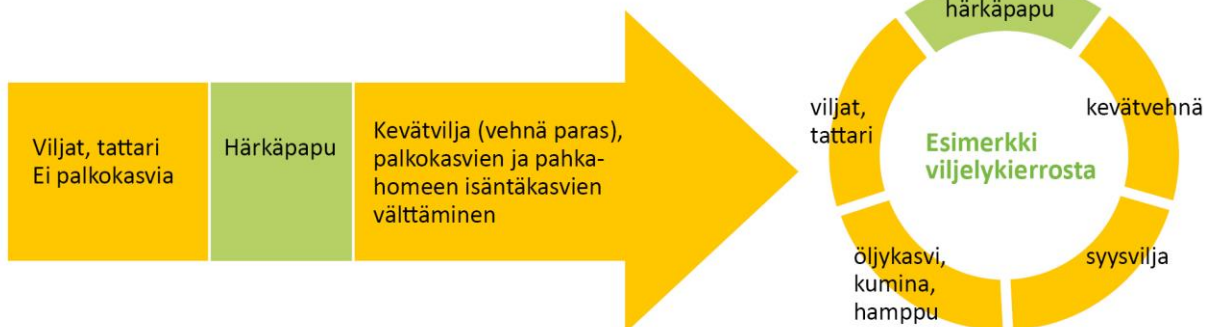 Viljat, tattari
Ei palkokasvia
Härkäpapu
Kevätvilja (vehnä paras),
palkokasvien ja pahka-
homeen isäntäkasvien
välttäminen
härkäpapu
viljat,
tattari
kevätvehnä
Esimerkki
viljelykierrosta
öljykasvi,
kumina,
hamppu
syysvilja